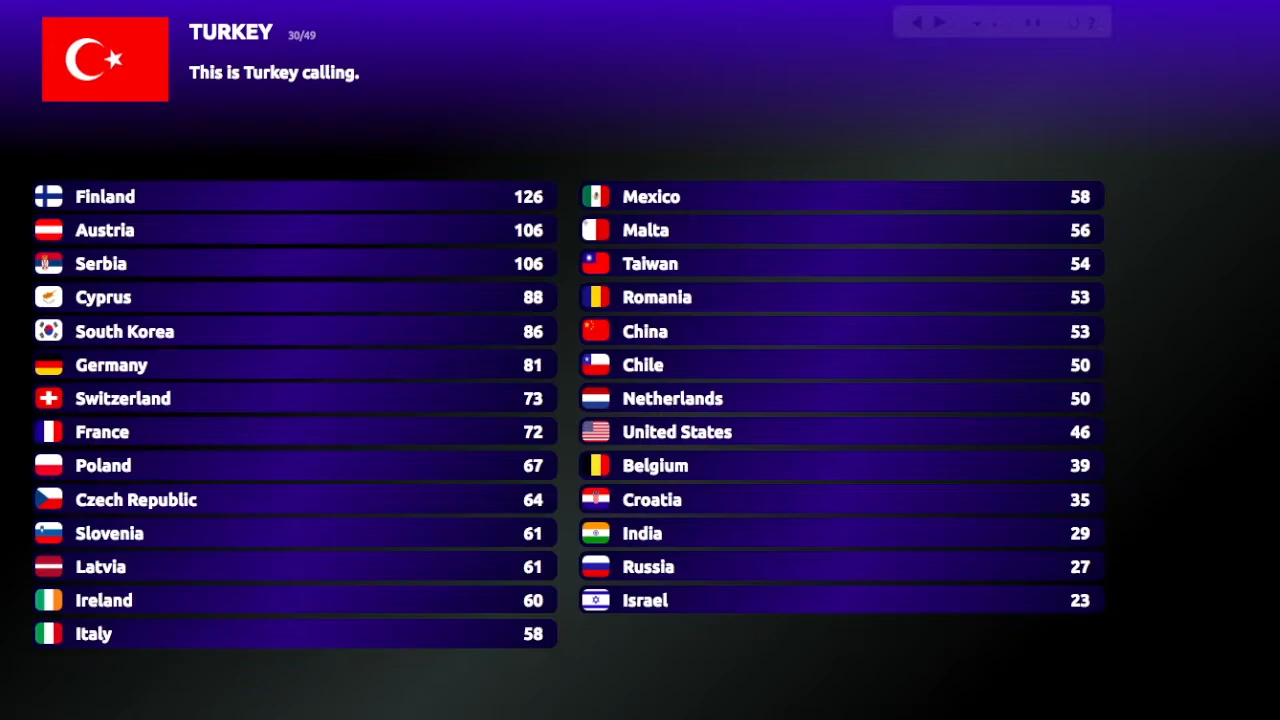 TURKEY 30/49
This is Turkey calling.
Finland 126
Austria 106
Serbia 106
Cyprus 88
South Korea 86
Germany 81
Switzerland 73
France 72
Poland 67
Czech Republic 64
Slovenia 61
Latvia 61
Ireland 60
Italy 58
Mexico 58
Malta 56
Taiwan 54
Romania 53
China 53
Chile 50
Netherlands 50
United States 46
Belgium 39
Croatia 35
India 29
Russia 27
Israel 23